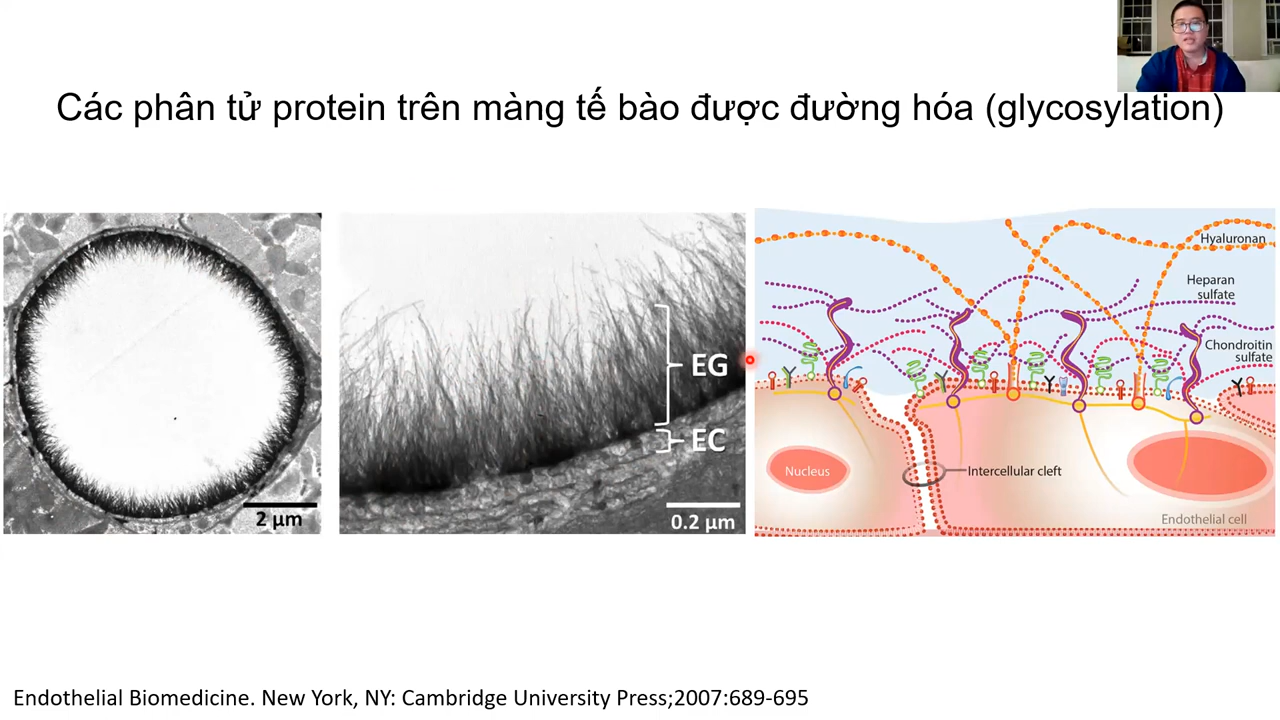 Các phân tử protein trên màng tế bào được đường hóa (glycosylation)
2 µm
EG
EC
0.2 µm
Hyaluronan
Heparan
sulfate
Chondroitin
sulfate
Nucleus
Intercellular cleft
Endothelial cell
Endothelial Biomedicine. New York, NY: Cambridge University Press;2007:689-695